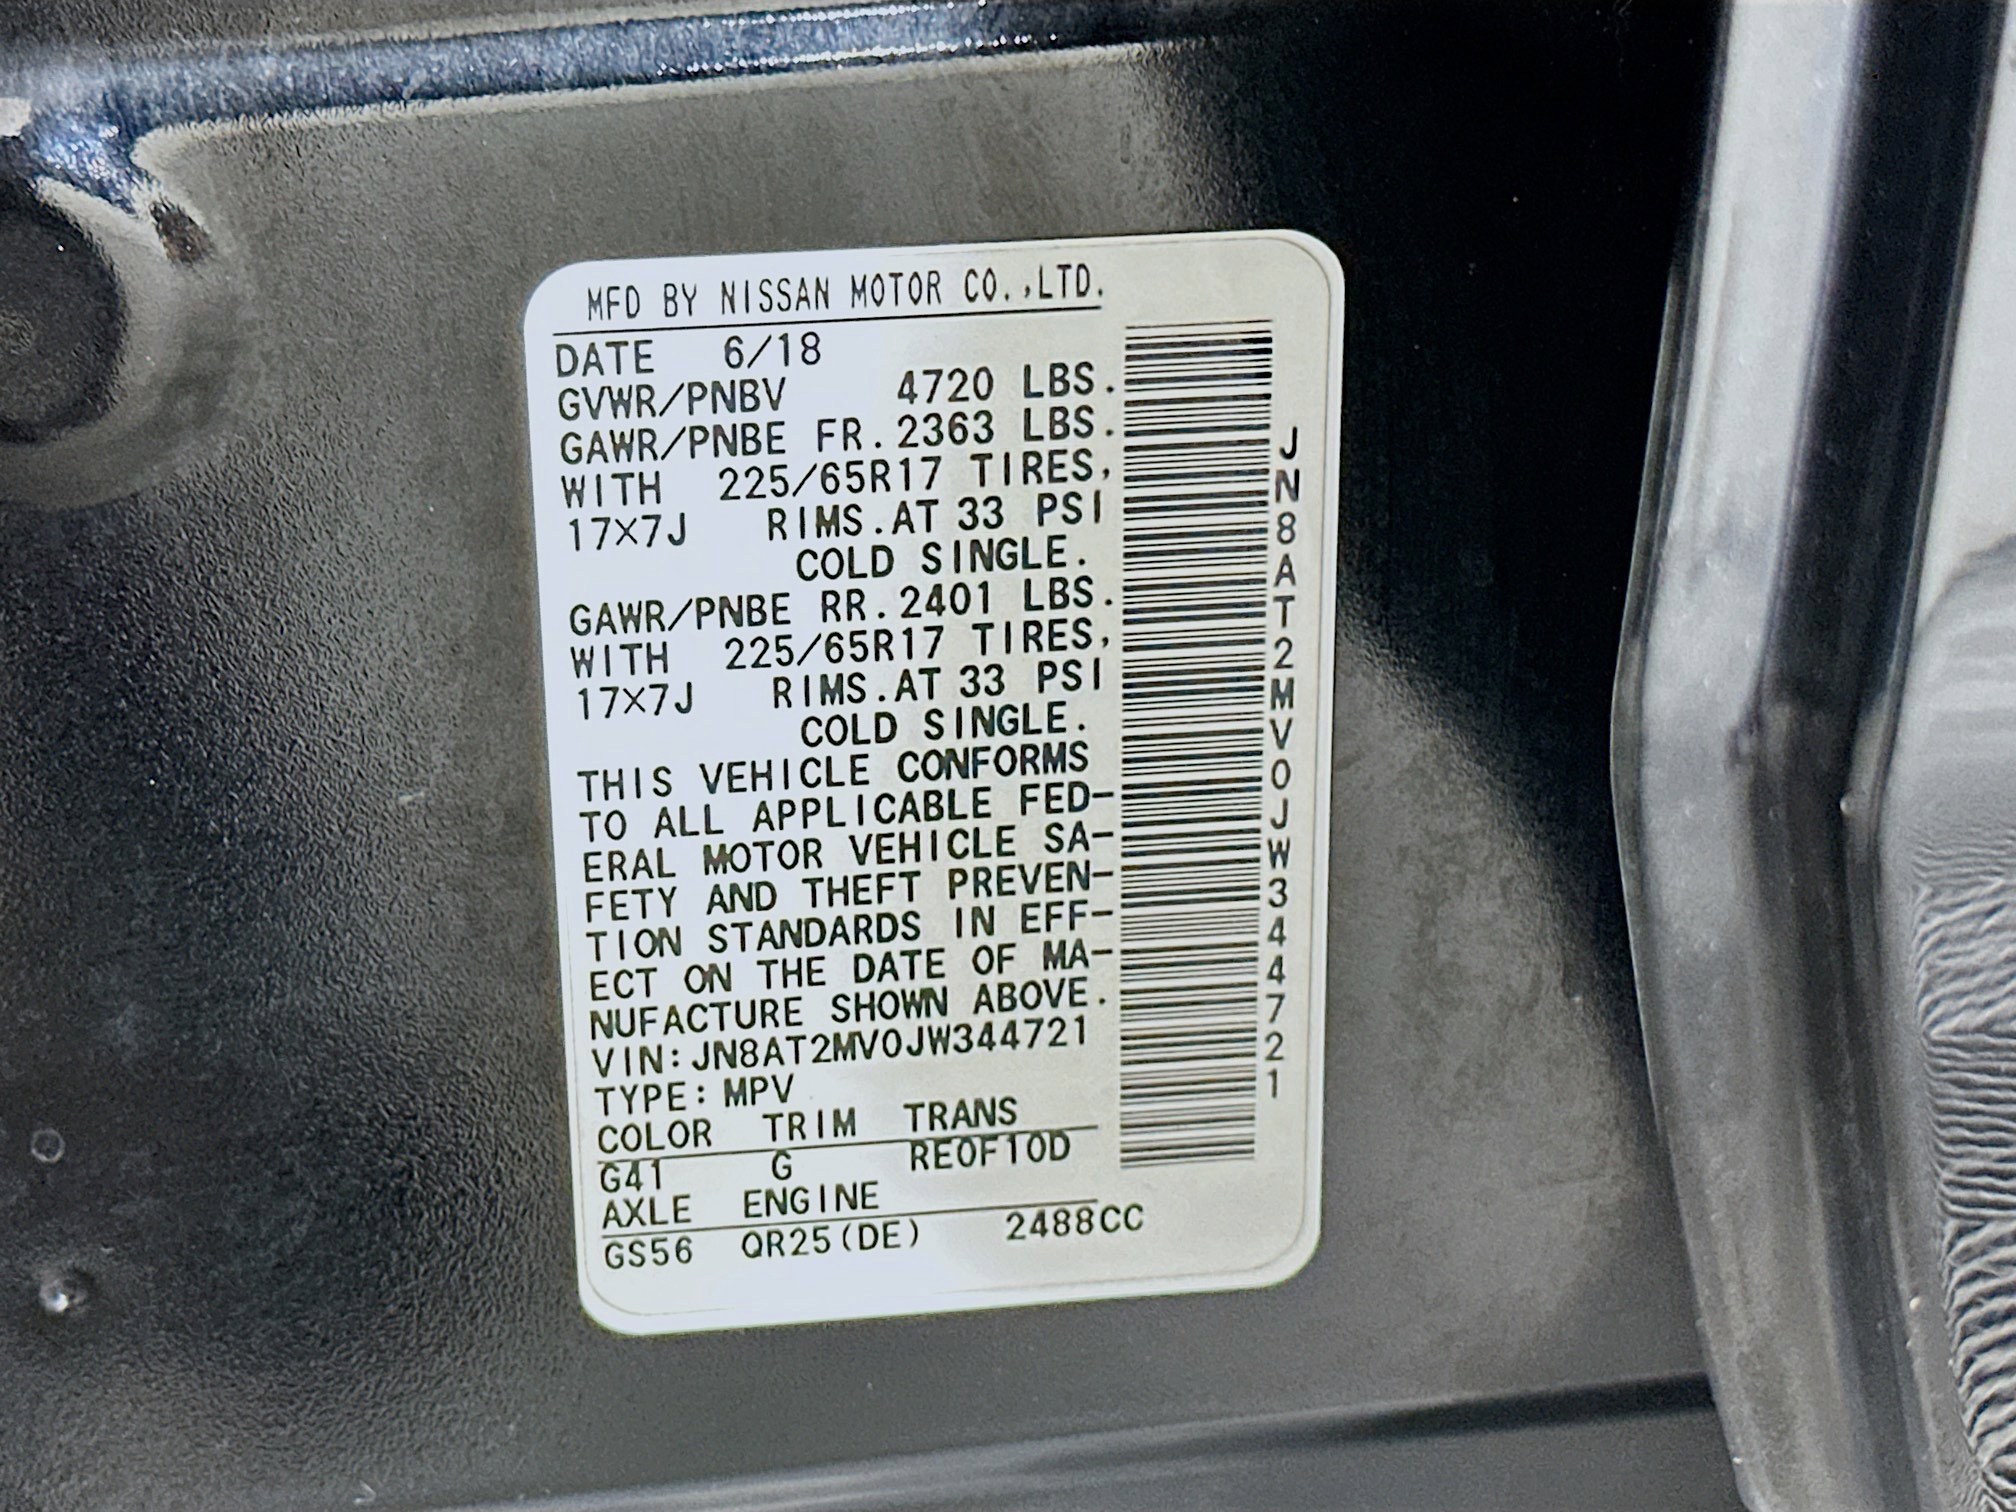 MFD BY NISSAN MOTOR CO.,LTD.
DATE 6/18
GVWR/PNBV 4720 LBS.
GAWR/PNBE FR.2363 LBS.
WITH 225/65R17 TIRES,
17X7J RIMS.AT 33 PSI
COLD SINGLE.
GAWR/PNBE RR.2401 LBS.
WITH 225/65R17 TIRES,
17X7J RIMS.AT 33 PSI
COLD SINGLE.
THIS VEHICLE CONFORMS
TO ALL APPLICABLE FED-
ERAL MOTOR VEHICLE SA-
FETY AND THEFT PREVEN-
TION STANDARDS IN EFF-
ECT ON THE DATE OF MA-
NUFACTURE SHOWN ABOVE.
VIN:JN8AT2MV0JW344721
TYPE:MPV
COLOR TRIM TRANS
G41 G RE0F10D
AXLE ENGINE
GS56 QR25(DE) 2488CC
JN8AT2MV0JW344721